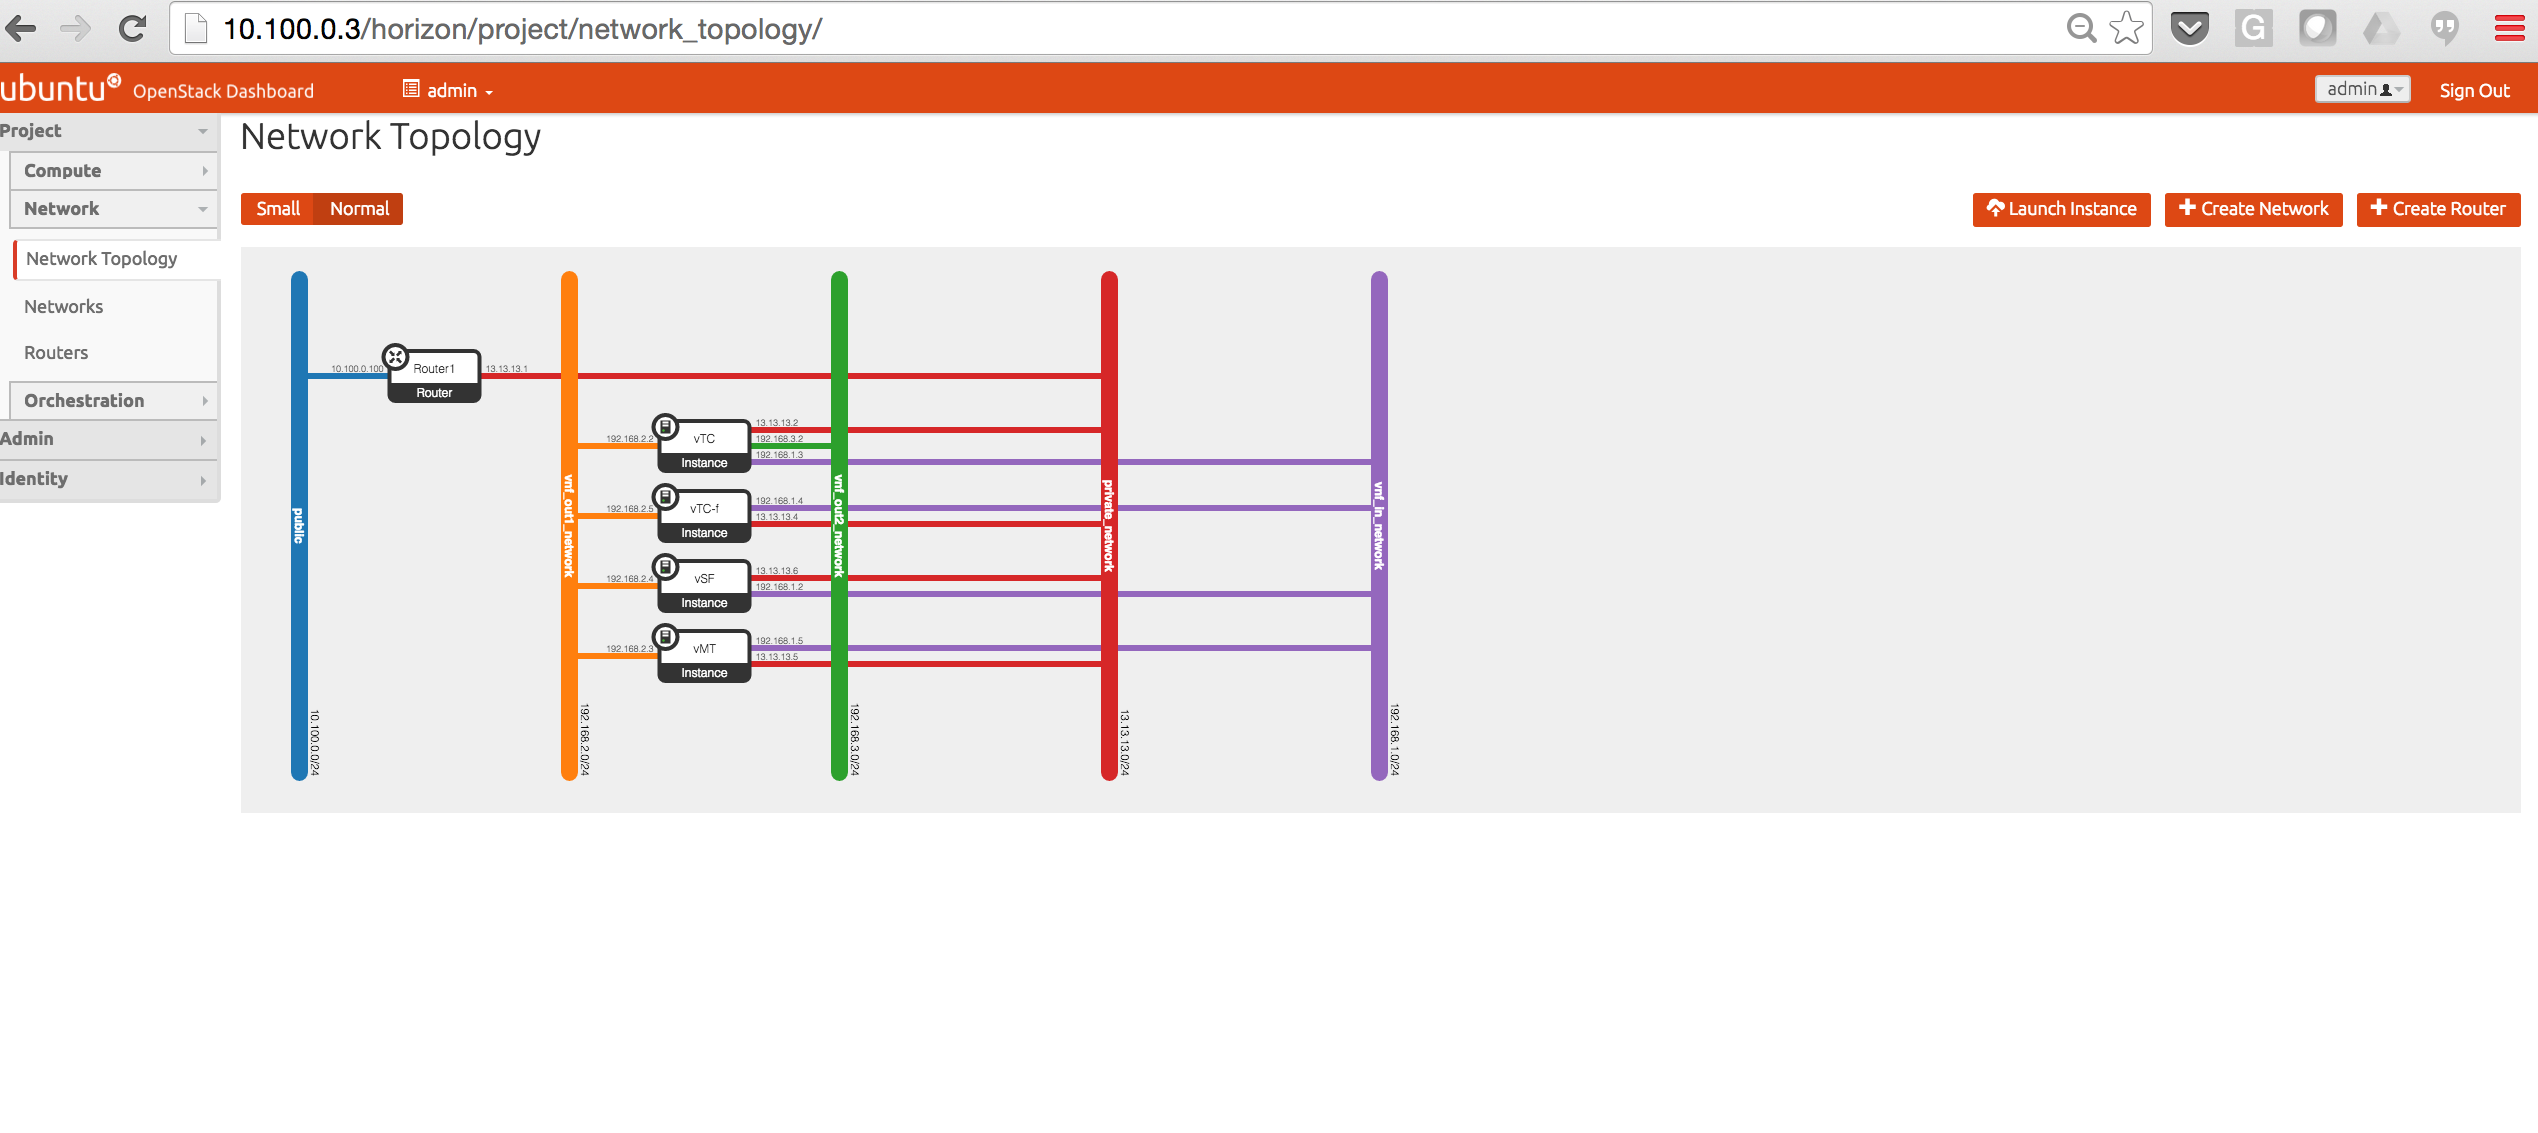 10.100.0.3/horizon/project/network_topology/
ubuntu OpenStack Dashboard
admin
admin
Sign Out
Project
Compute
Network
Network Topology
Networks
Routers
Orchestration
Admin
Identity
Network Topology
Small
Normal
Launch Instance
Create Network
Create Router
10.100.0.100
Router1
Router
13.13.13.1
192.168.2.2
vTC
Instance
13.13.13.2
192.168.3.2
192.168.1.3
192.168.2.5
vTC-f
Instance
192.168.1.4
13.13.13.4
192.168.2.4
vSF
Instance
13.13.13.6
192.168.1.2
192.168.2.3
vMT
Instance
192.168.1.5
13.13.13.5
public
10.100.0.0/24
vnf_out1_network
192.168.2.0/24
vnf_out2_network
192.168.3.0/24
private_network
13.13.13.0/24
vnf_in_network
192.168.1.0/24
G